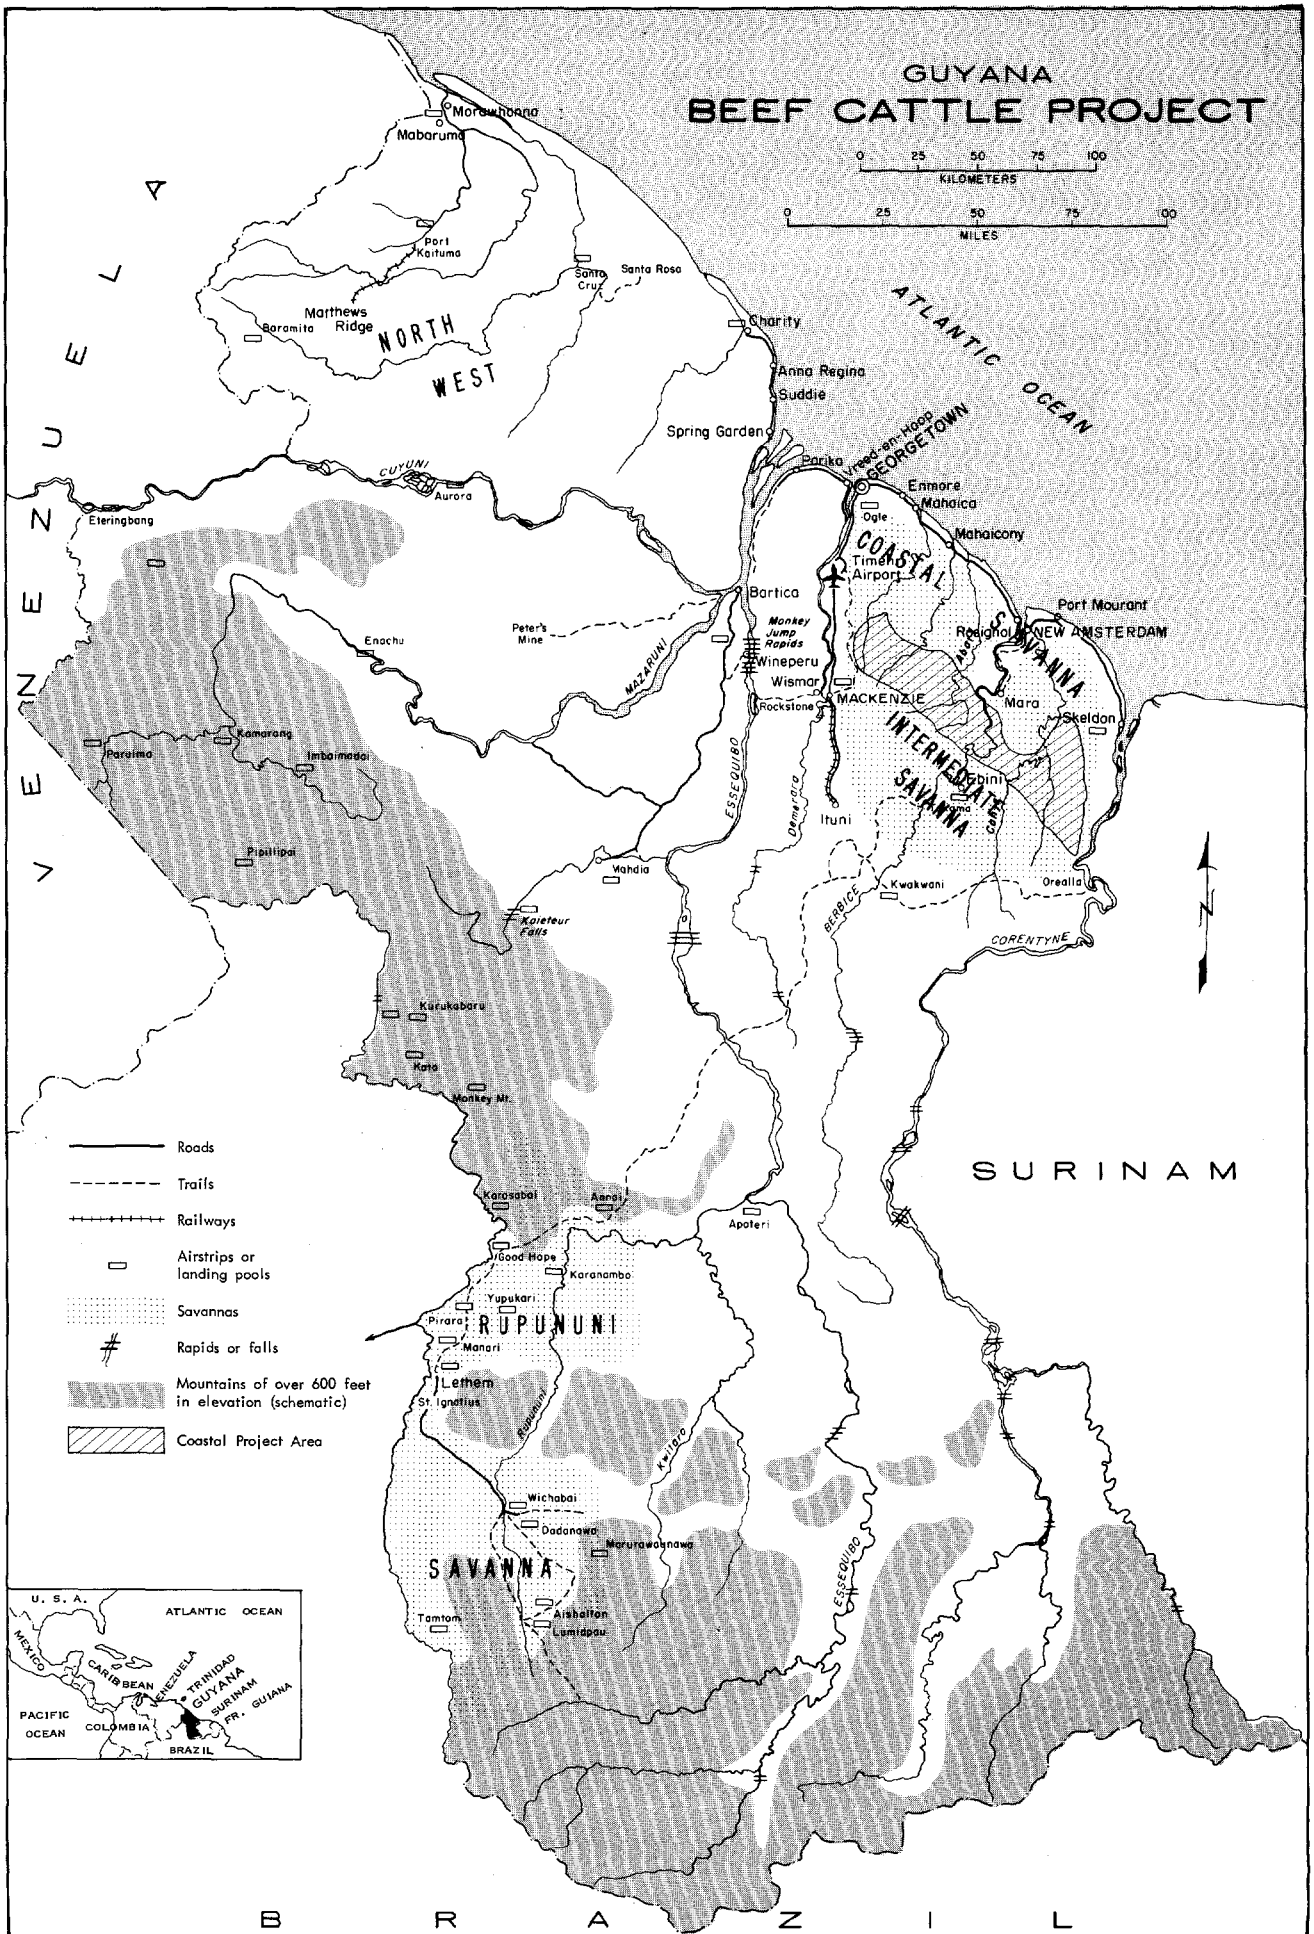 GUYANA
BEEF CATTLE PROJECT
0 25 50 75 100
KILOMETERS
0 25 50 75 100
MILES
VENEZUELA
Morawhanna
Mabaruma
Port
Kaituma
Santa
Cruz
Santa Rosa
Matthews
Ridge
Baramita
NORTH
WEST
Charity
Anna Regina
Suddie
Spring Garden
ATLANTIC OCEAN
Parika
Vreed-en-Hoop
GEORGETOWN
Ogle
Enmore
Mahaica
Mahaicony
CUYUNI
Aurora
Eteringbang
COASTAL
SAVANNA
Timehri
Airport
Bartica
Port Mourant
Rosignol
NEW AMSTERDAM
Peter's
Mine
Monkey
Jump
Rapids
Enachu
MAZARUNI
Wineperu
Wismar
Rockstone
MACKENZIE
Mara
Skeldon
Paruima
Kamarang
Imbaimadai
ESSEQUIBO
INTERMEDIATE
SAVANNA
Ebini
Demerara
Ituni
Pipillipai
Mahdia
Kwakwani
Orealla
BERBICE
CORENTYNE
Kaieteur
Falls
Kurukabaru
Kato
Monkey Mt.
SURINAM
Roads
Trails
Railways
Airstrips or
landing pools
Savannas
Rapids or falls
Mountains of over 600 feet
in elevation (schematic)
Coastal Project Area
Karasabai
Annai
Apoteri
Good Hope
Karanambo
Yupukari
Pirara
RUPUNUNI
Manari
Lethem
St. Ignatius
Rupununi
Kwitaro
Wichabai
Dadanawa
Marurawaunawa
SAVANNA
ESSEQUIBO
Tamtom
Aishalton
Lumidpau
U. S. A.
ATLANTIC OCEAN
MEXICO
CARIBBEAN
VENEZUELA
TRINIDAD
GUYANA
SURINAM
FR. GUIANA
PACIFIC
OCEAN
COLOMBIA
BRAZIL
BRAZIL
N